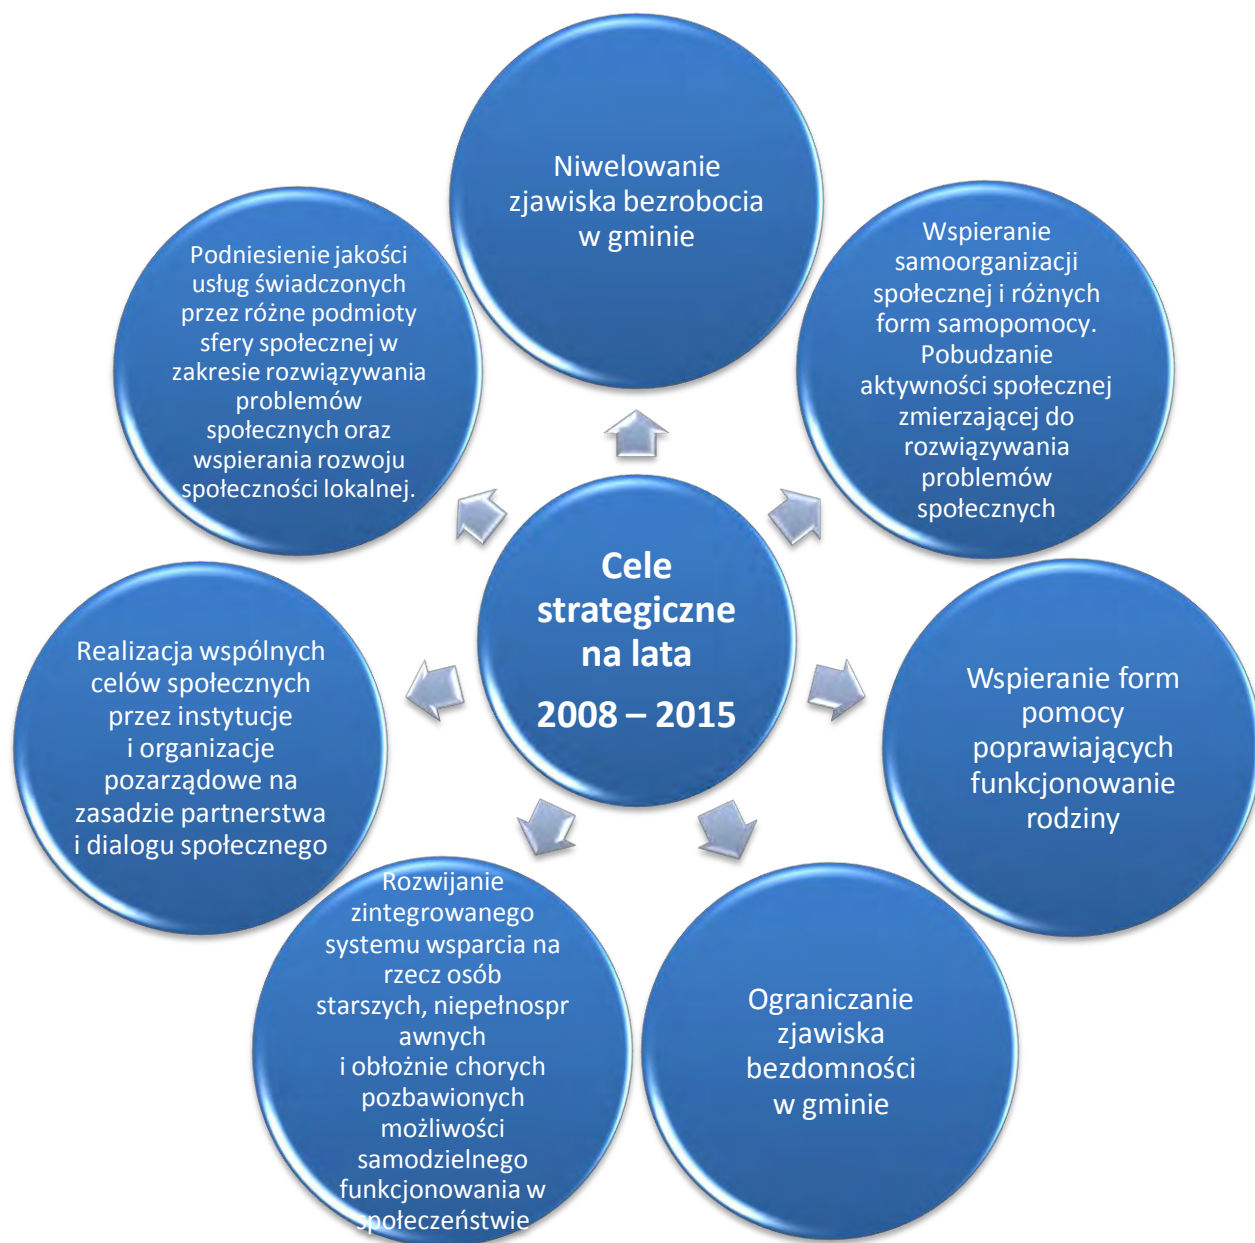 Niwelowanie
zjawiska bezrobocia
w gminie
Wspieranie
samoorganizacji
społecznej i różnych
form samopomocy.
Pobudzanie
aktywności społecznej
zmierzającej do
rozwiązywania
problemów
społecznych
Wspieranie form
pomocy
poprawiających
funkcjonowanie
rodziny
Ograniczanie
zjawiska
bezdomności
w gminie
Rozwijanie
zintegrowanego
systemu wsparcia na
rzecz osób
starszych, niepełnospr
awnych
i obłożnie chorych
pozbawionych
możliwości
samodzielnego
funkcjonowania w
społeczeństwie
Realizacja wspólnych
celów społecznych
przez instytucje
i organizacje
pozarządowe na
zasadzie partnerstwa
i dialogu społecznego
Podniesienie jakości
usług świadczonych
przez różne podmioty
sfery społecznej w
zakresie rozwiązywania
problemów
społecznych oraz
wspierania rozwoju
społeczności lokalnej.
Cele
strategiczne
na lata
2008 – 2015